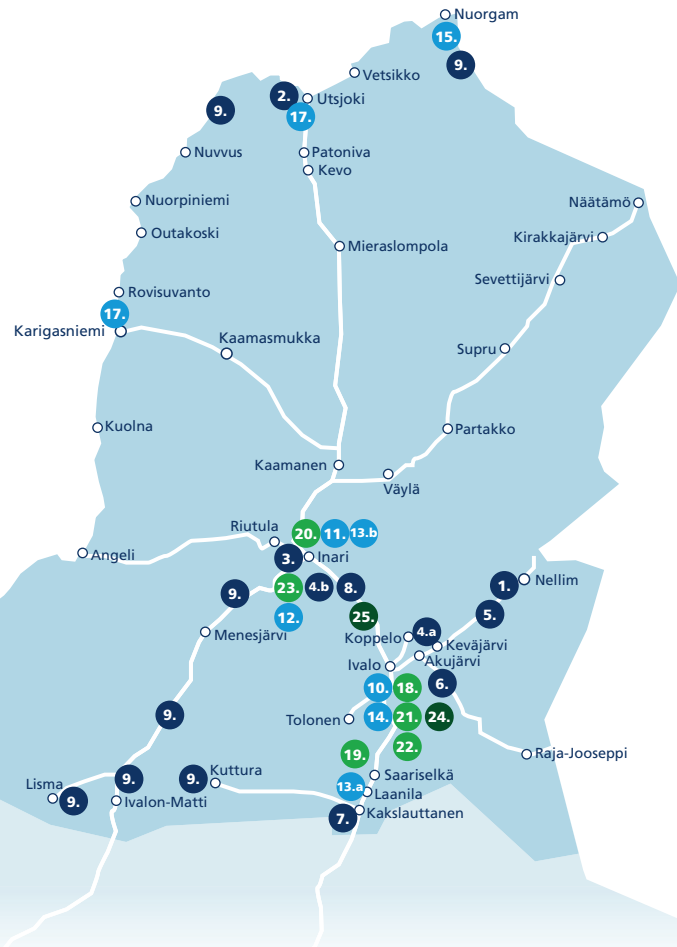 Nuorgam
15.
9.
Vetsikko
2.
Utsjoki
9.
17.
Nuvvus
Patoniva
Kevo
Nuorpiniemi
Näätämö
Outakoski
Kirakkajärvi
Mieraslompola
Sevettijärvi
Rovisuvanto
17.
Karigasniemi
Kaamasmukka
Supru
Kuolna
Partakko
Kaamanen
Väylä
Riutula
20.
11.
13.b
Angeli
3.
Inari
9.
23.
4.b
8.
1.
Nellim
12.
25.
5.
Menesjärvi
Koppelo
4.a
Keväjärvi
Ivalo
Akujärvi
10.
18.
6.
9.
Tolonen
14.
21.
24.
19.
22.
Raja-Jooseppi
Lisma
9.
9.
Kuttura
Saariselkä
9.
Ivalon-Matti
13.a
Laanila
7.
Kakslauttanen